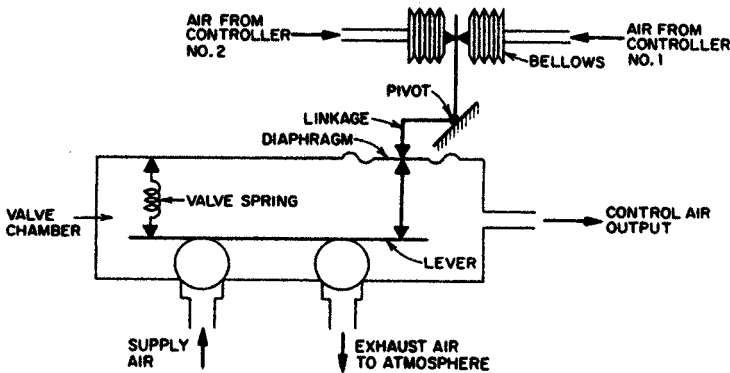 AIR FROM
CONTROLLER
NO. 2
AIR FROM
CONTROLLER
NO. 1
BELLOWS
PIVOT
LINKAGE
DIAPHRAGM
VALVE SPRING
VALVE
CHAMBER
CONTROL AIR
OUTPUT
LEVER
SUPPLY
AIR
EXHAUST AIR
TO ATMOSPHERE